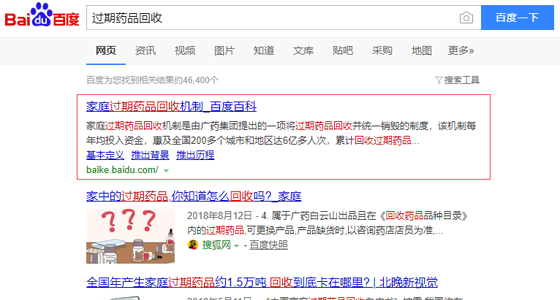 Bai du 百度 过期药品回收 百度一下
网页 资讯 视频 图片 知道 文库 贴吧 采购 地图 更多»
百度为您找到相关结果约46,400个 搜索工具
家庭过期药品回收机制_百度百科
家庭过期药品回收机制是由广药集团提出的一项将过期药品回收并统一销毁的制度，该机制每
年均投入资金，惠及全国200多个城市和地区达6亿多人次，累计回收过期药品...
基本定义 推出背景 推出历程
baike.baidu.com/
家中的过期药品,你知道怎么回收吗?_家庭
2018年8月12日 - 4. 属于广药白云山出品且在《回收药品品种目录》
内的过期药品,可更换产品,产品缺货时,以咨询药店店员为准,...
搜狐网 - 百度快照
全国年产生家庭过期药品约1.5万吨 回收到底卡在哪里? | 北晚新视觉